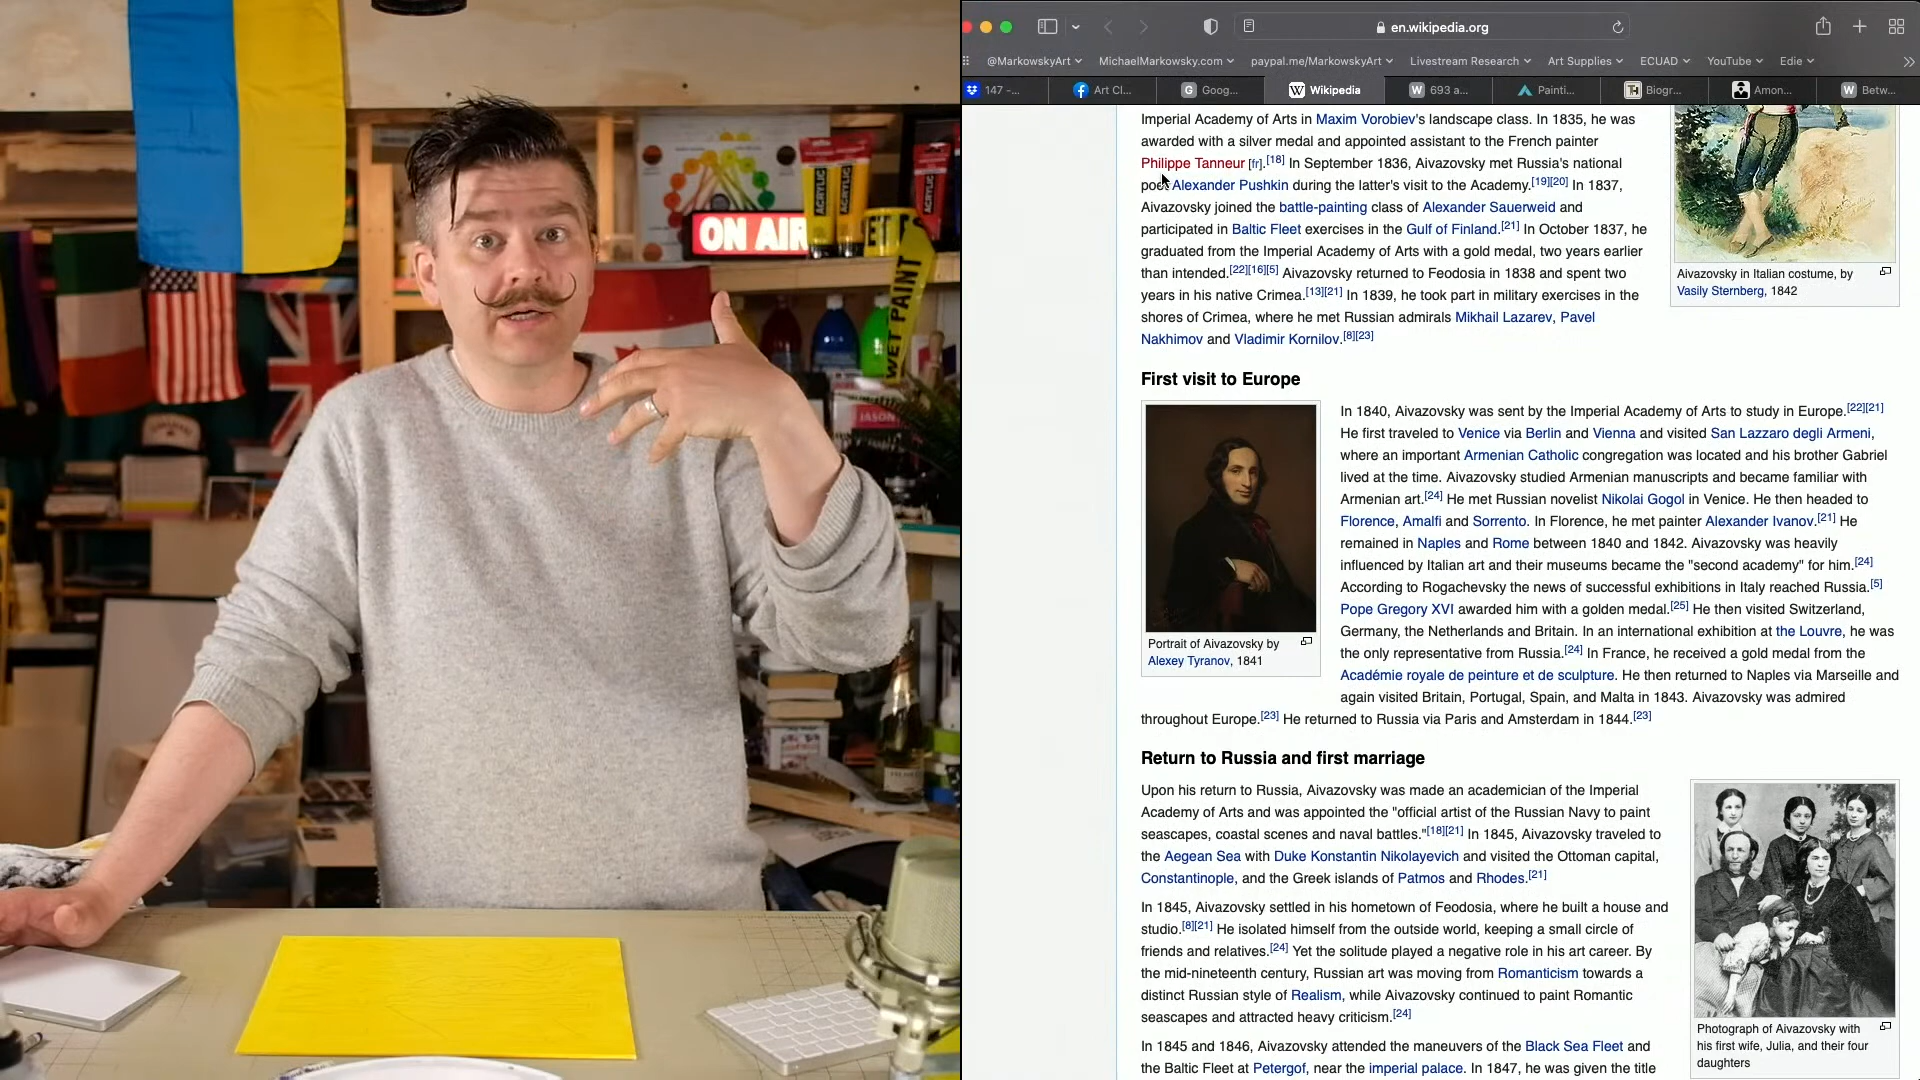 ON AIR
ACRYLIC
ACRYLIC
WET PAINT
JASON
en.wikipedia.org
@MarkowskyArt
MichaelMarkowsky.com
paypal.me/MarkowskyArt
Livestream Research
Art Supplies
ECUAD
YouTube
Edie
147 -...
Art Cl...
Goog...
Wikipedia
693 a...
Painti...
Biogr...
Amon...
Betw...
Imperial Academy of Arts in Maxim Vorobiev's landscape class. In 1835, he was
awarded with a silver medal and appointed assistant to the French painter
Philippe Tanneur [fr].[18] In September 1836, Aivazovsky met Russia's national
poet Alexander Pushkin during the latter's visit to the Academy.[19][20] In 1837,
Aivazovsky joined the battle-painting class of Alexander Sauerweid and
participated in Baltic Fleet exercises in the Gulf of Finland.[21] In October 1837, he
graduated from the Imperial Academy of Arts with a gold medal, two years earlier
than intended.[22][16][5] Aivazovsky returned to Feodosia in 1838 and spent two
years in his native Crimea.[13][21] In 1839, he took part in military exercises in the
shores of Crimea, where he met Russian admirals Mikhail Lazarev, Pavel
Nakhimov and Vladimir Kornilov.[8][23]
Aivazovsky in Italian costume, by
Vasily Sternberg, 1842
First visit to Europe
In 1840, Aivazovsky was sent by the Imperial Academy of Arts to study in Europe.[22][21]
He first traveled to Venice via Berlin and Vienna and visited San Lazzaro degli Armeni,
where an important Armenian Catholic congregation was located and his brother Gabriel
lived at the time. Aivazovsky studied Armenian manuscripts and became familiar with
Armenian art.[24] He met Russian novelist Nikolai Gogol in Venice. He then headed to
Florence, Amalfi and Sorrento. In Florence, he met painter Alexander Ivanov.[21] He
remained in Naples and Rome between 1840 and 1842. Aivazovsky was heavily
influenced by Italian art and their museums became the "second academy" for him.[24]
According to Rogachevsky the news of successful exhibitions in Italy reached Russia.[5]
Pope Gregory XVI awarded him with a golden medal.[25] He then visited Switzerland,
Germany, the Netherlands and Britain. In an international exhibition at the Louvre, he was
the only representative from Russia.[24] In France, he received a gold medal from the
Académie royale de peinture et de sculpture. He then returned to Naples via Marseille and
again visited Britain, Portugal, Spain, and Malta in 1843. Aivazovsky was admired
throughout Europe.[23] He returned to Russia via Paris and Amsterdam in 1844.[23]
Portrait of Aivazovsky by
Alexey Tyranov, 1841
Return to Russia and first marriage
Upon his return to Russia, Aivazovsky was made an academician of the Imperial
Academy of Arts and was appointed the "official artist of the Russian Navy to paint
seascapes, coastal scenes and naval battles."[18][21] In 1845, Aivazovsky traveled to
the Aegean Sea with Duke Konstantin Nikolayevich and visited the Ottoman capital,
Constantinople, and the Greek islands of Patmos and Rhodes.[21]
In 1845, Aivazovsky settled in his hometown of Feodosia, where he built a house and
studio.[8][21] He isolated himself from the outside world, keeping a small circle of
friends and relatives.[24] Yet the solitude played a negative role in his art career. By
the mid-nineteenth century, Russian art was moving from Romanticism towards a
distinct Russian style of Realism, while Aivazovsky continued to paint Romantic
seascapes and attracted heavy criticism.[24]
In 1845 and 1846, Aivazovsky attended the maneuvers of the Black Sea Fleet and
the Baltic Fleet at Petergof, near the imperial palace. In 1847, he was given the title
Photograph of Aivazovsky with
his first wife, Julia, and their four
daughters